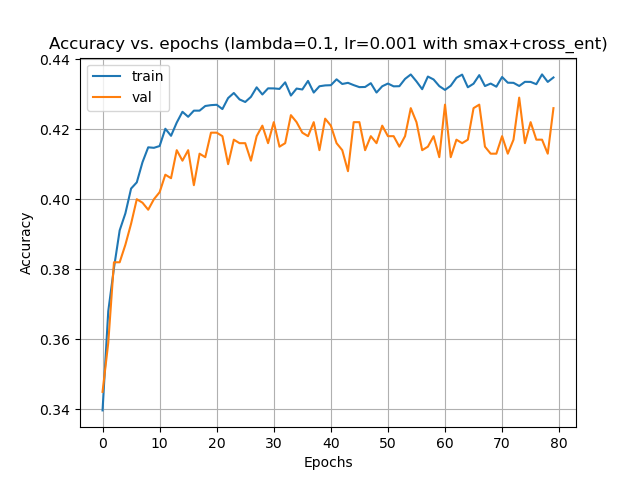 Accuracy vs. epochs (lambda=0.1, lr=0.001 with smax+cross_ent)
train
val
0.44
0.42
0.40
0.38
0.36
0.34
Accuracy
0 10 20 30 40 50 60 70 80
Epochs